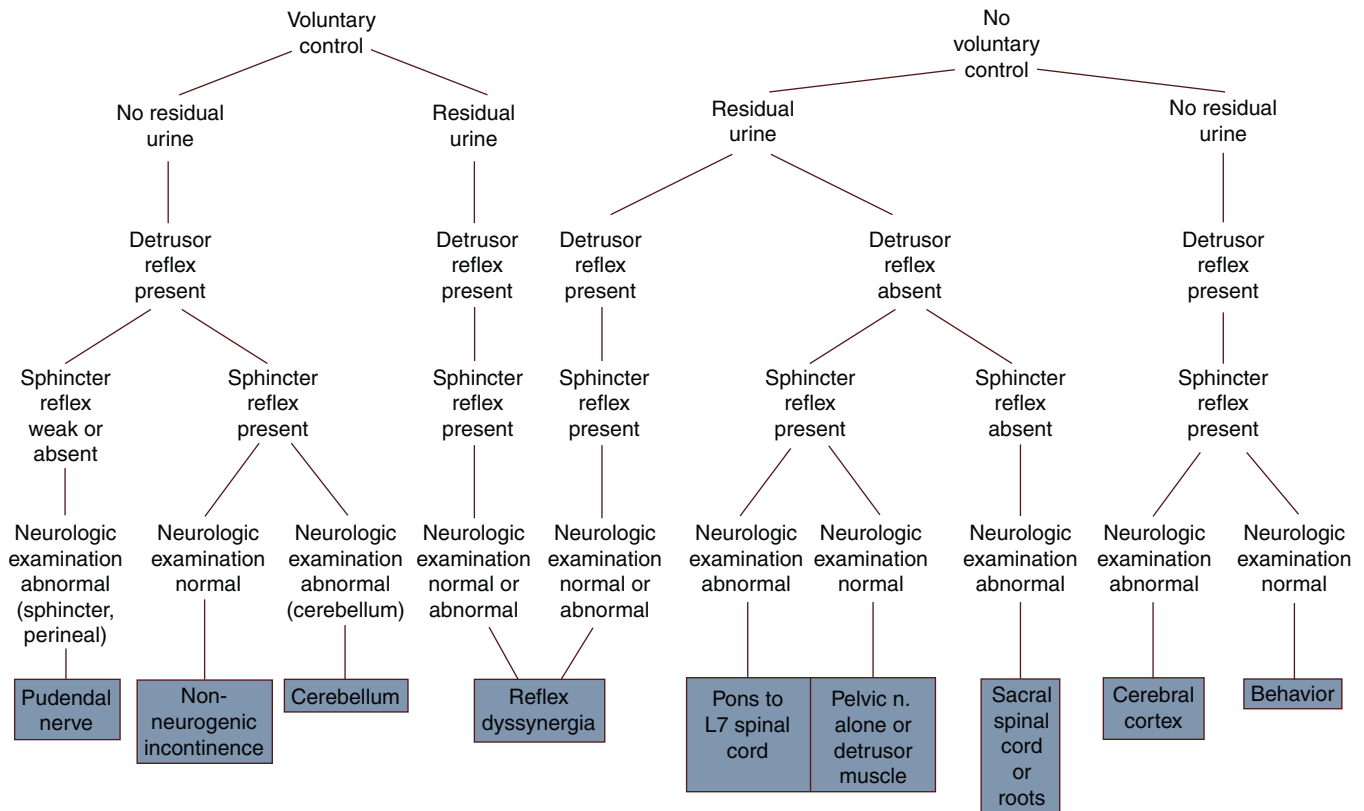 Voluntary
control
No
voluntary
control
No residual
urine
Residual
urine
Residual
urine
No residual
urine
Detrusor
reflex
present
Detrusor
reflex
present
Detrusor
reflex
present
Detrusor
reflex
absent
Detrusor
reflex
present
Sphincter
reflex
weak or
absent
Sphincter
reflex
present
Sphincter
reflex
present
Sphincter
reflex
present
Sphincter
reflex
present
Sphincter
reflex
absent
Sphincter
reflex
present
Neurologic
examination
abnormal
(sphincter,
perineal)
Neurologic
examination
normal
Neurologic
examination
abnormal
(cerebellum)
Neurologic
examination
normal or
abnormal
Neurologic
examination
normal or
abnormal
Neurologic
examination
abnormal
Neurologic
examination
normal
Neurologic
examination
abnormal
Neurologic
examination
abnormal
Neurologic
examination
normal
Pudendal
nerve
Non-
neurogenic
incontinence
Cerebellum
Reflex
dyssynergia
Pons to
L7 spinal
cord
Pelvic n.
alone or
detrusor
muscle
Sacral
spinal
cord
or
roots
Cerebral
cortex
Behavior